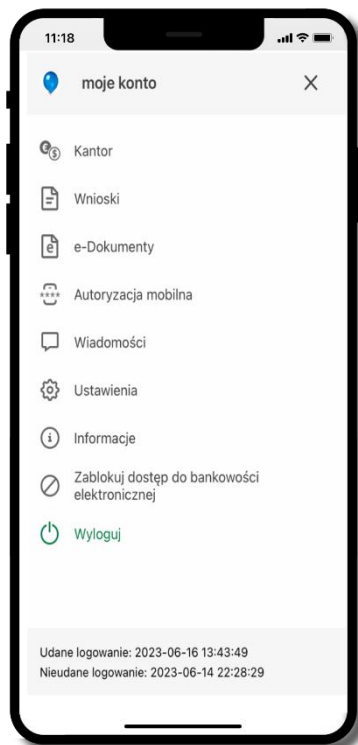 11:18
moje konto
Kantor
Wnioski
e-Dokumenty
Autoryzacja mobilna
Wiadomości
Ustawienia
Informacje
Zablokuj dostęp do bankowości
elektronicznej
Wyloguj
Udane logowanie: 2023-06-16 13:43:49
Nieudane logowanie: 2023-06-14 22:28:29